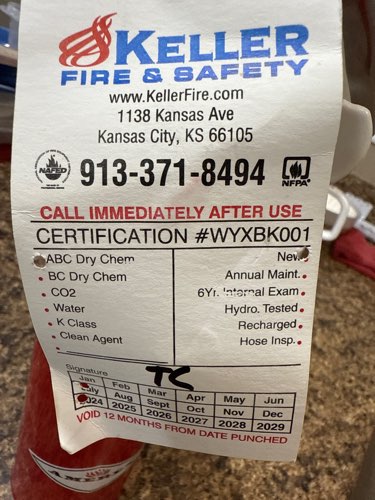 KELLER
FIRE & SAFETY
www.KellerFire.com
1138 Kansas Ave
Kansas City, KS 66105
NAFED
913-371-8494
NFPA
CALL IMMEDIATELY AFTER USE
CERTIFICATION #WYXBK001
ABC Dry Chem
BC Dry Chem
CO2
Water
K Class
Clean Agent
New
Annual Maint.
6Yr. Internal Exam
Hydro. Tested
Recharged
Hose Insp.
Signature TC
Jan Feb Mar Apr May Jun
July Aug Sept Oct Nov Dec
2024 2025 2026 2027 2028 2029
VOID 12 MONTHS FROM DATE PUNCHED
AMERE